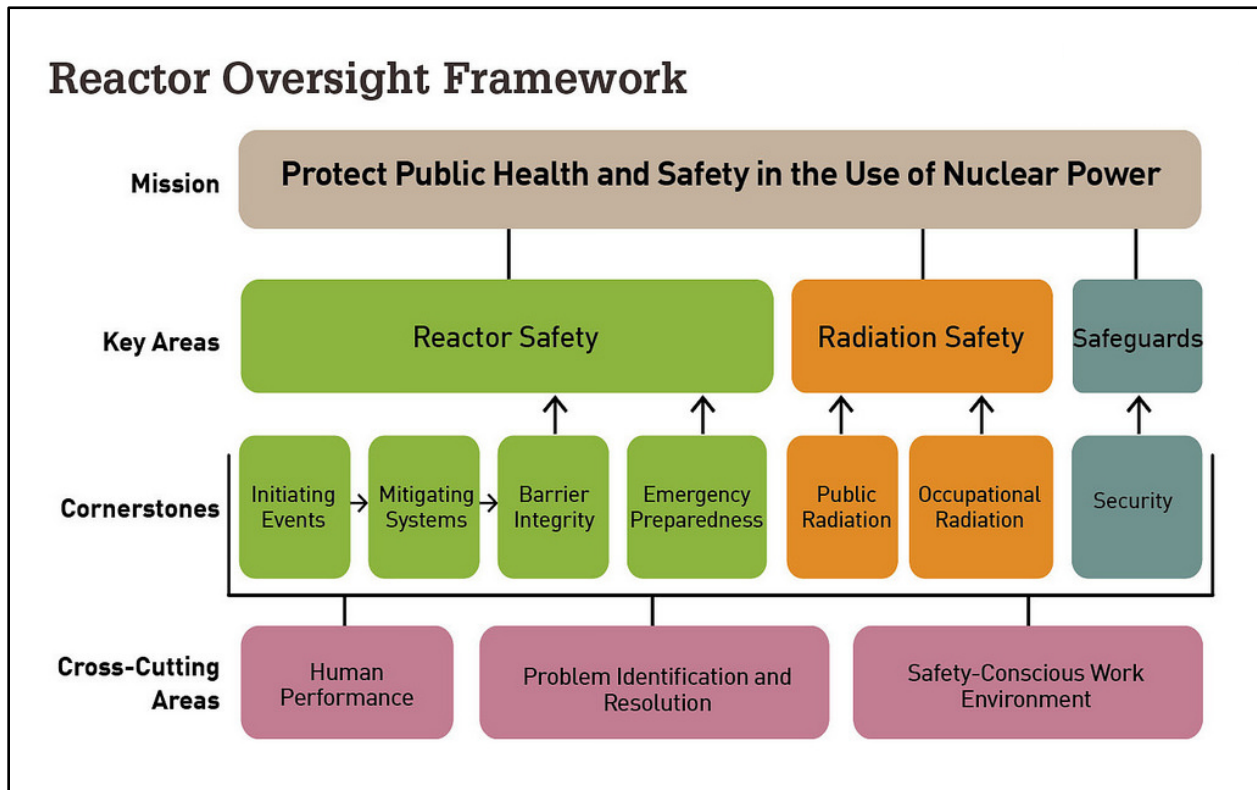 Reactor Oversight Framework
Mission
Protect Public Health and Safety in the Use of Nuclear Power
Key Areas
Reactor Safety
Radiation Safety
Safeguards
Cornerstones
Initiating
Events
Mitigating
Systems
Barrier
Integrity
Emergency
Preparedness
Public
Radiation
Occupational
Radiation
Security
Cross-Cutting
Areas
Human
Performance
Problem Identification and
Resolution
Safety-Conscious Work
Environment